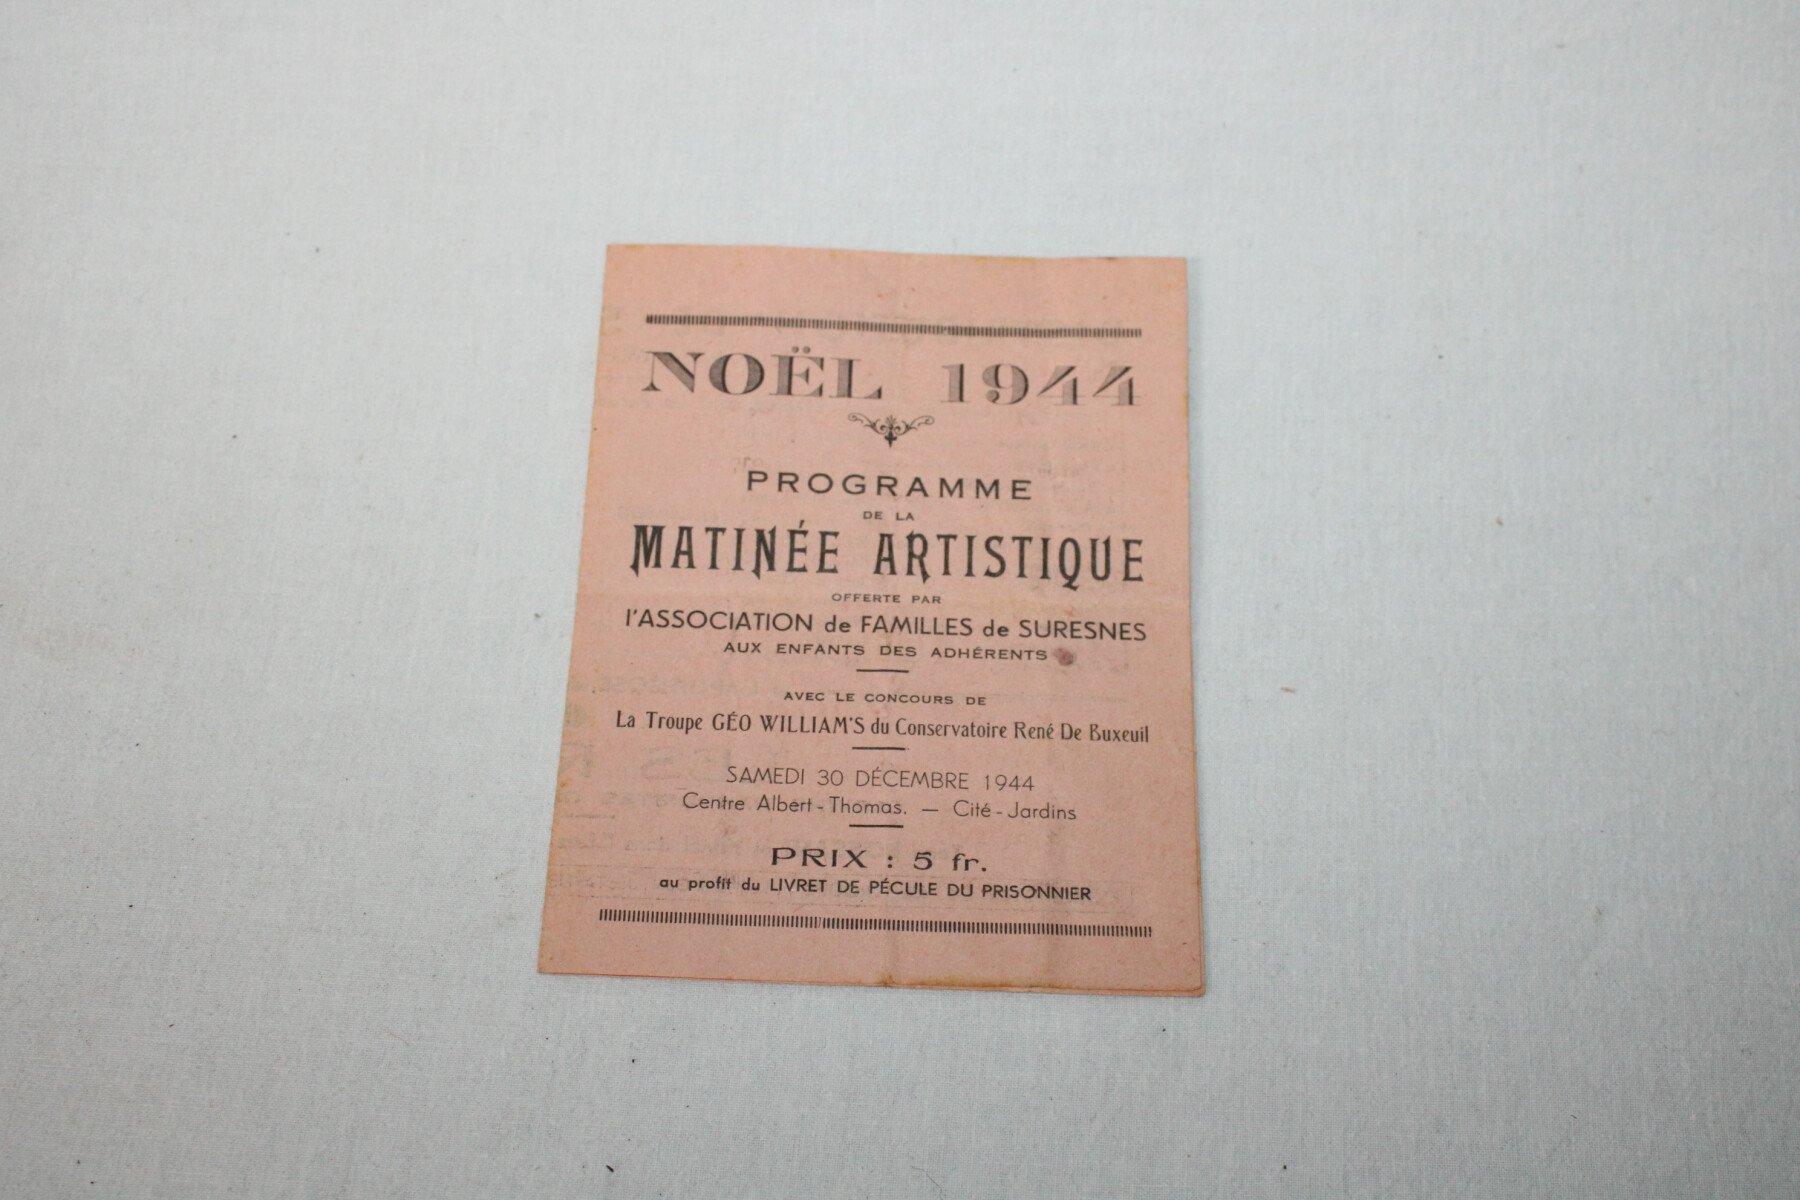 NOËL 1944
PROGRAMME
DE LA
MATINÉE ARTISTIQUE
OFFERTE PAR
l'ASSOCIATION de FAMILLES de SURESNES
AUX ENFANTS DES ADHÉRENTS
AVEC LE CONCOURS DE
La Troupe GÉO WILLIAM'S du Conservatoire René De Buxeuil
SAMEDI 30 DÉCEMBRE 1944
Centre Albert-Thomas. — Cité-Jardins
PRIX : 5 fr.
au profit du LIVRET DE PÉCULE DU PRISONNIER